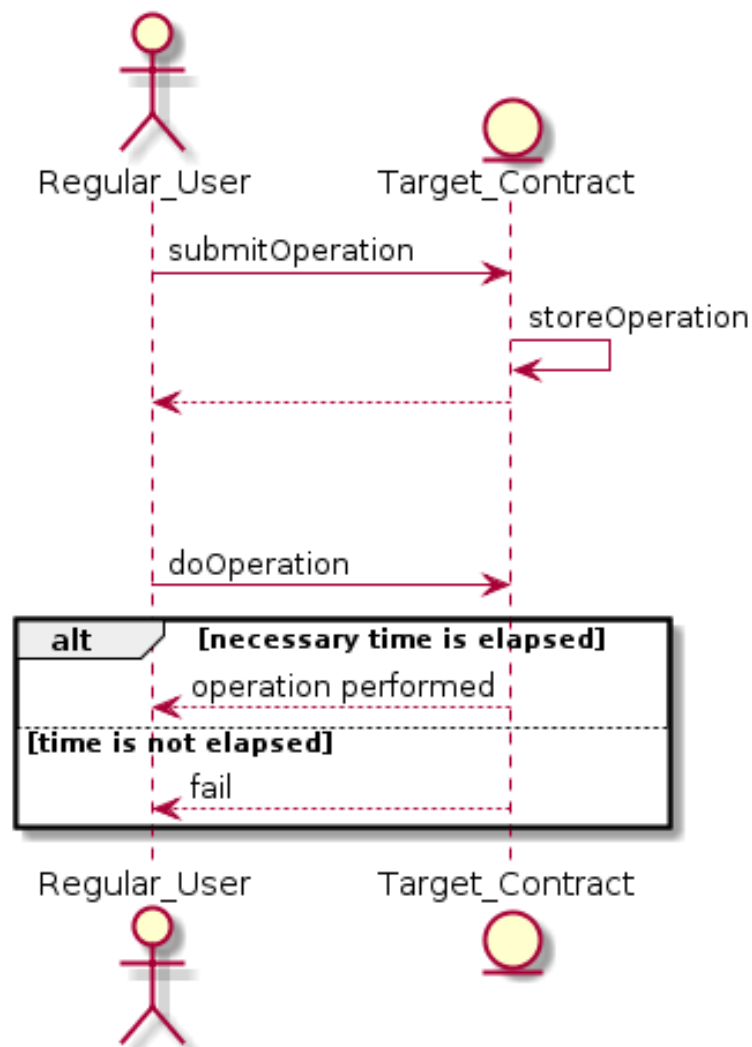 Regular_User
Target_Contract
submitOperation
storeOperation
doOperation
alt
[necessary time is elapsed]
operation performed
[time is not elapsed]
fail
Regular_User
Target_Contract